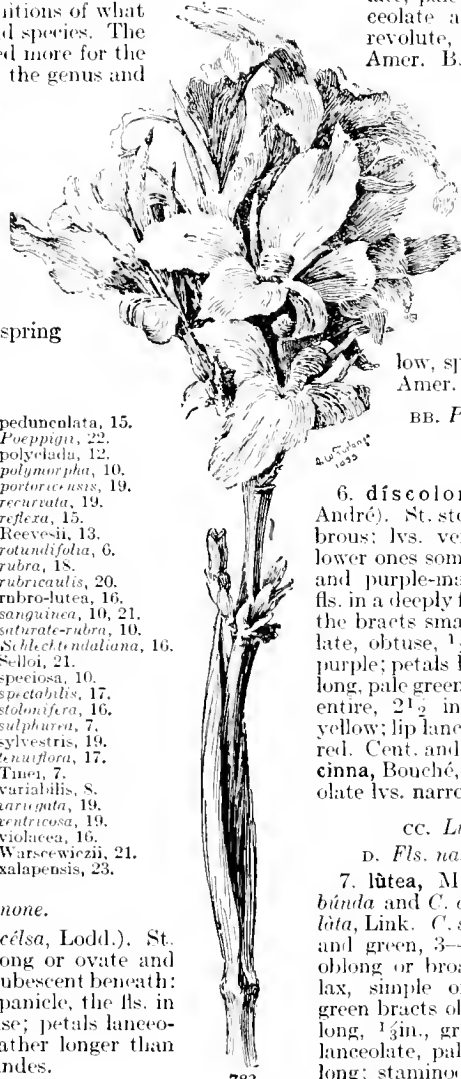 nitions of what
d species. The
ed more for the
the genus and
spring
pedunculata, 15.
Poeppigii, 22.
polyclada, 12.
polymorpha, 10.
portoricensis, 19.
recurvata, 19.
reflexa, 15.
Reevesii, 13.
rotundifolia, 6.
rubra, 18.
rubricaulis, 20.
rubro-lutea, 16.
sanguinea, 10, 21.
saturate-rubra, 10.
Schlechtendaliana, 16.
Selloi, 21.
speciosa, 10.
spectabilis, 17.
stolonifera, 16.
sulphurea, 7.
sylvestris, 19.
tenuiflora, 17.
Tinei, 7.
variabilis, 8.
variegata, 19.
ventricosa, 19.
violacea, 16.
Warscewiczii, 21.
xalapensis, 23.
none.
célsa, Lodd.). St.
ong or ovate and
ubescent beneath:
panicle, the fls. in
se; petals lanceo-
ather longer than
ndes.
ceolate a
revolute,
Amer. B.
low, sp
Amer.
BB. F
6. díscolor
André). St. sto
brous: lvs. ve
lower ones som
and purple-ma
fls. in a deeply f
the bracts sma
late, obtuse, 1
purple; petals l
long, pale green
entire, 2½ in
yellow; lip lanc
red. Cent. and
cinna, Bouché,
olate lvs. narro
CC. Li
D. Fls. na
7. lùtea, M
búnda and C.
làta, Link. C. s
and green, 3–
oblong or broa
lax, simple o
green bracts ol
long, 1⅓in., gr
lanceolate, pal
long; staminod
783